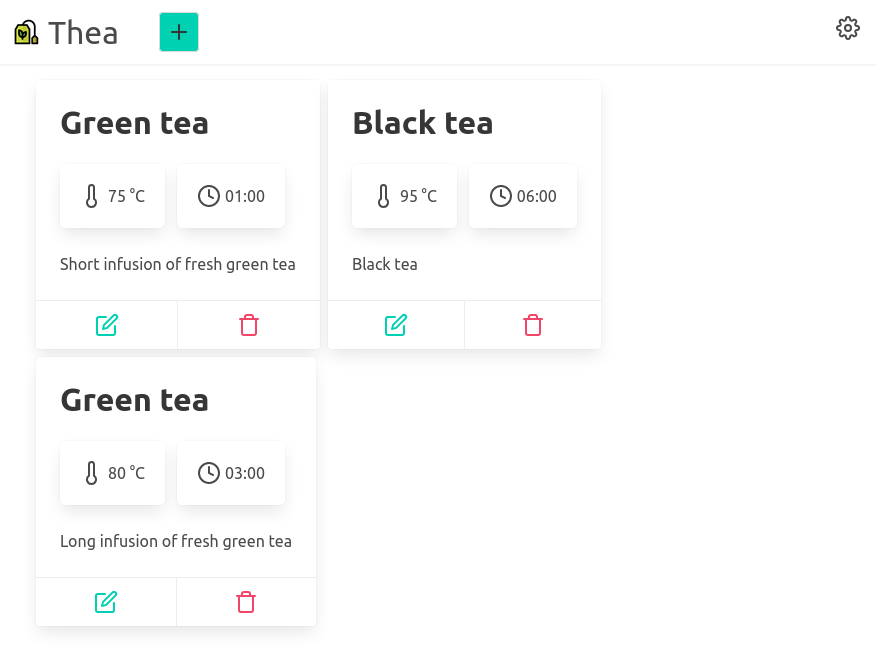 Thea
Green tea
75 °C
01:00
Short infusion of fresh green tea
Black tea
95 °C
06:00
Black tea
Green tea
80 °C
03:00
Long infusion of fresh green tea